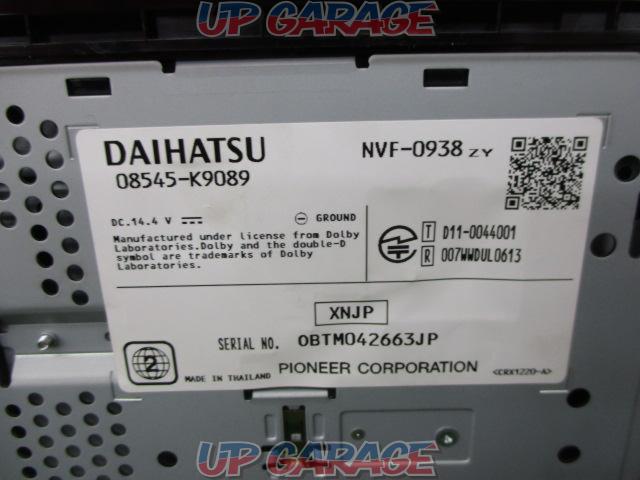 UP GARAGE
DAIHATSU
08545-K9089
NVF-0938 ZY
DC.14.4 V
⊖ GROUND
Manufactured under license from Dolby
Laboratories.Dolby and the double-D
symbol are trademarks of Dolby
Laboratories.
T D11-0044001
R 007WWDUL0613
XNJP
SERIAL NO. OBTM042663JP
2
MADE IN THAILAND
PIONEER CORPORATION
<CRX1220-A>
UP GARAGE